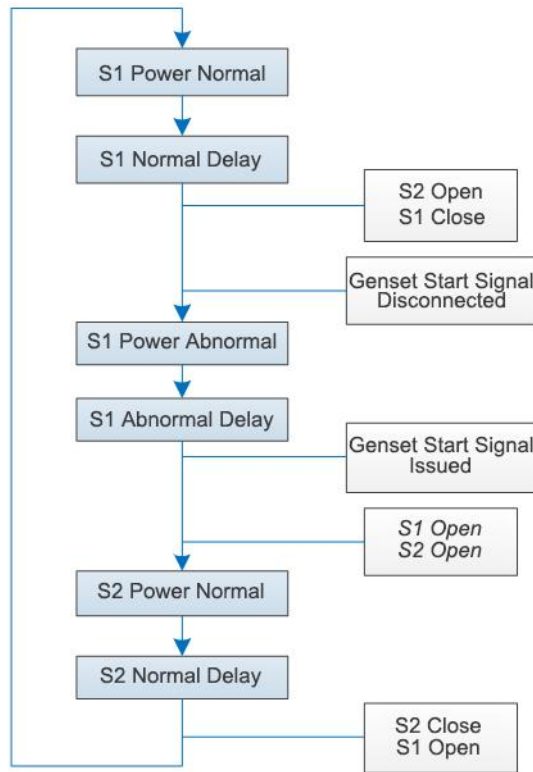 S1 Power Normal
S1 Normal Delay
S2 Open
S1 Close
Genset Start Signal
Disconnected
S1 Power Abnormal
S1 Abnormal Delay
Genset Start Signal
Issued
S1 Open
S2 Open
S2 Power Normal
S2 Normal Delay
S2 Close
S1 Open